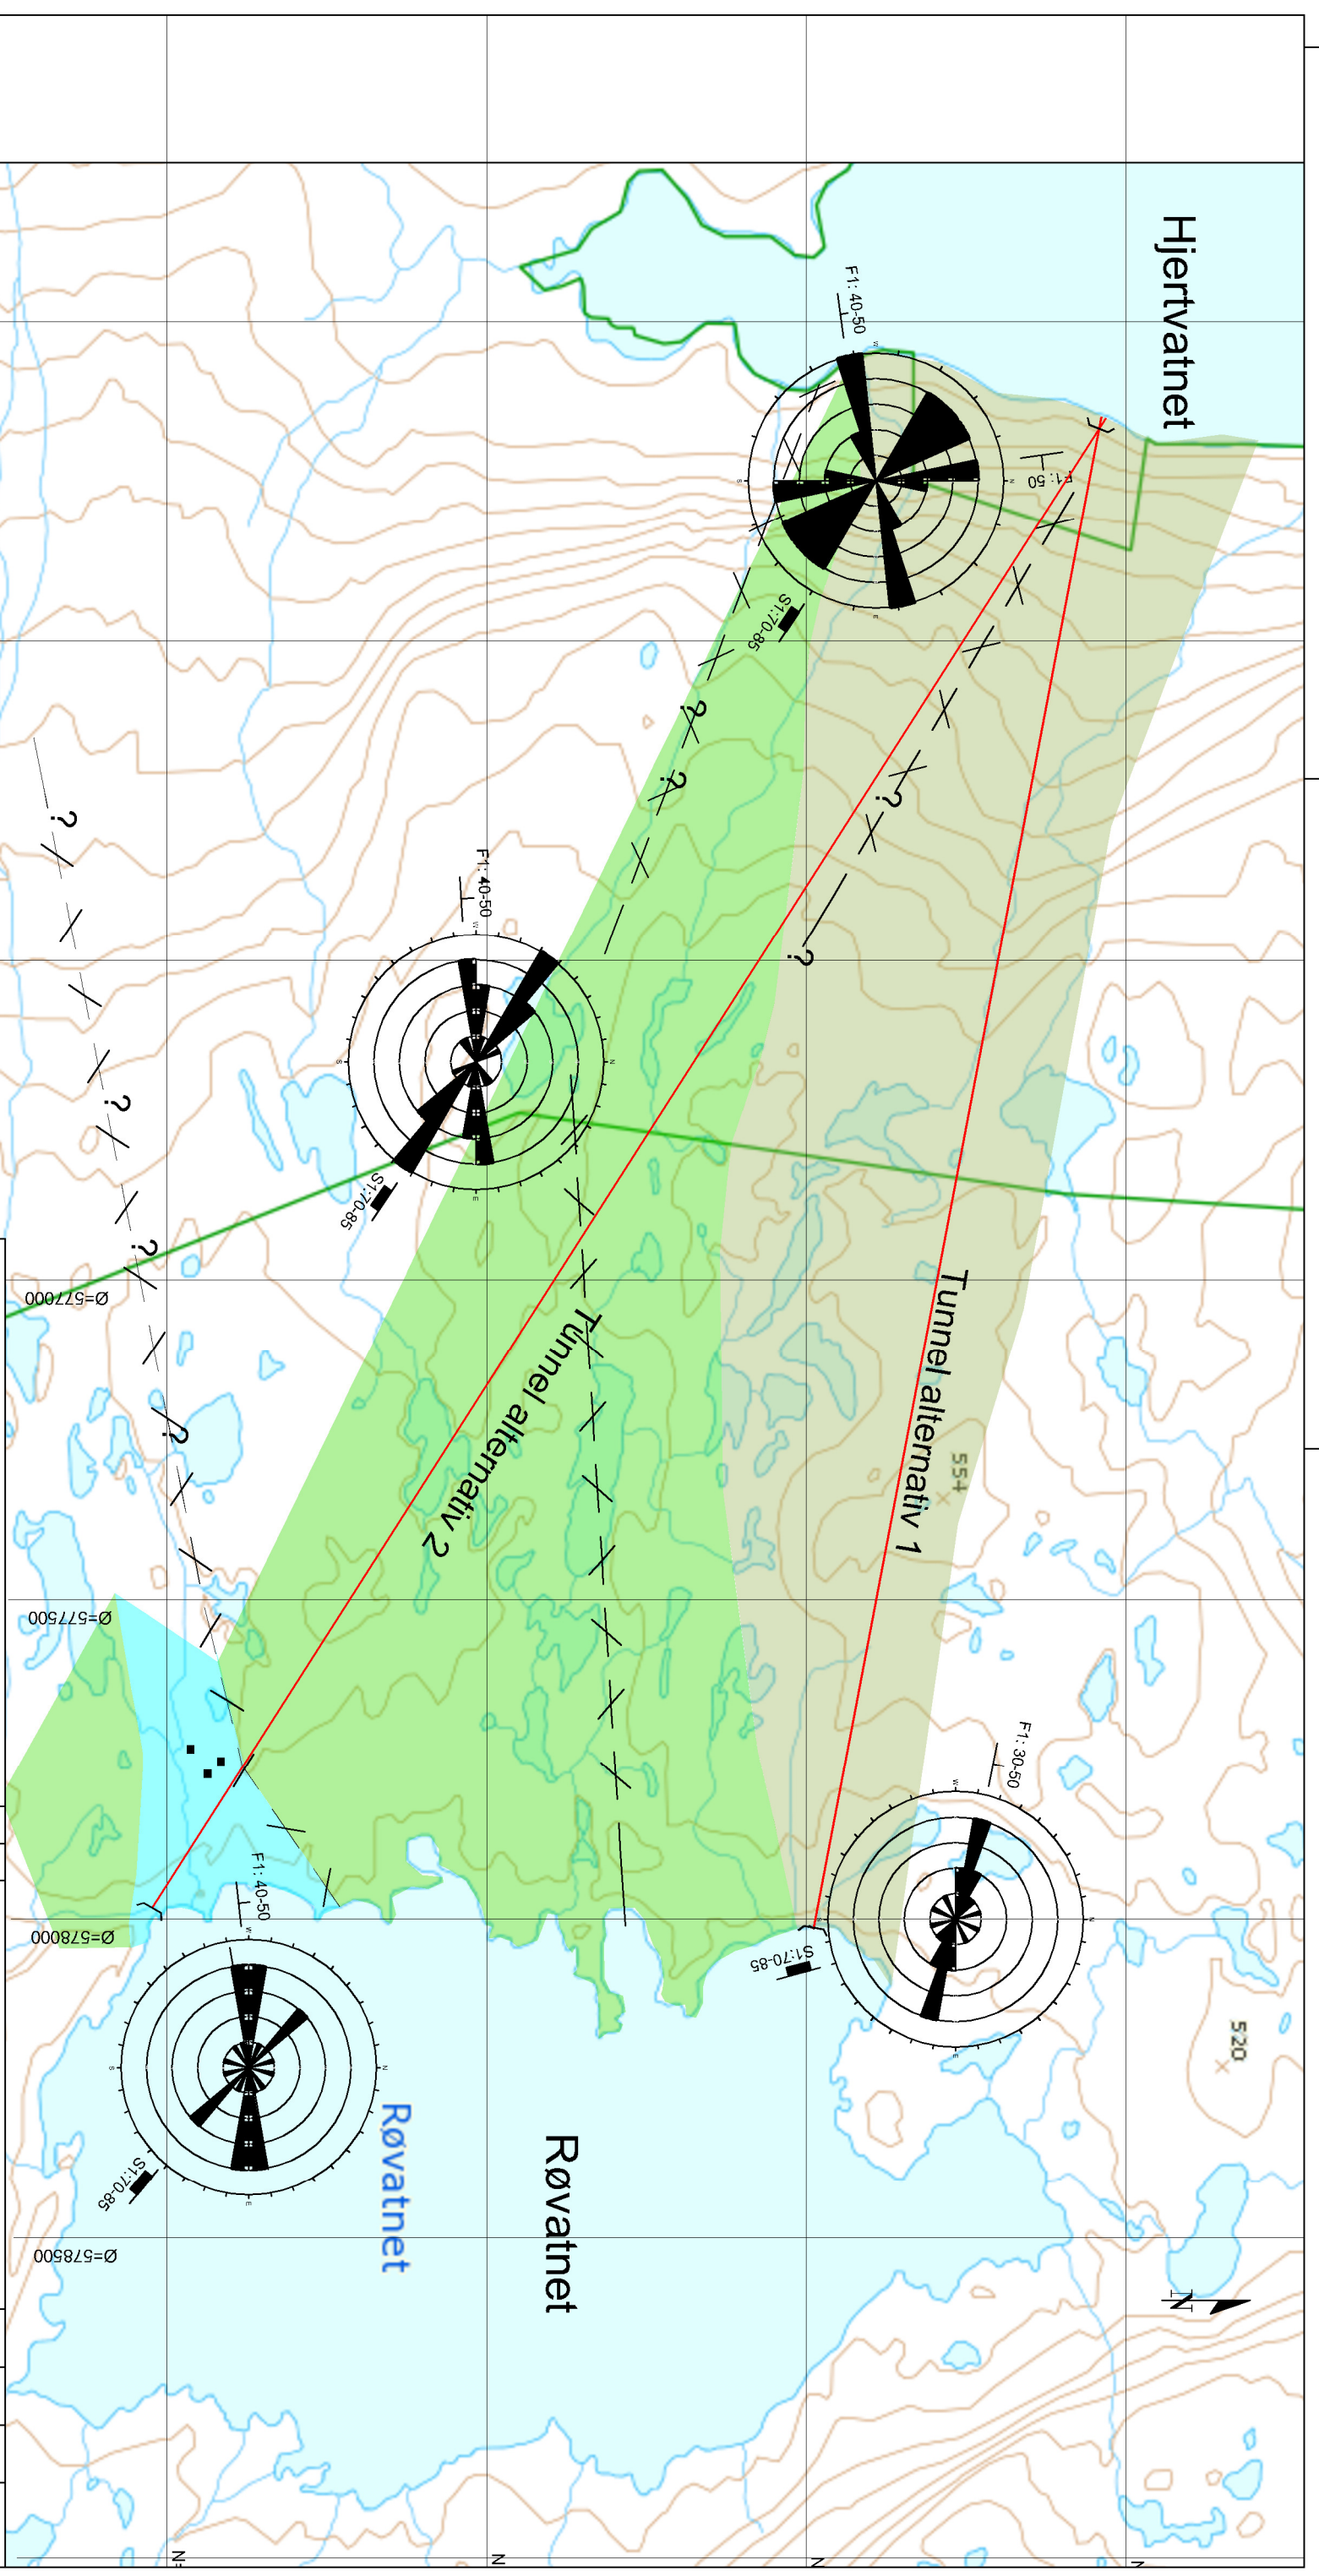 Hjertvatnet
F1: 40-50
F1: 50
S1:70-85
?
?
?
?
F1: 40-50
?
?
?
?
S1:70-85
Ø=577000
Tunnel alternativ 1
Tunnel alternativ 2
554
Ø=577500
F1: 30-50
F1: 40-50
Ø=578000
S1:70-85
520
S1:70-85
Røvatnet
Røvatnet
Ø=578500
N
N
N
N
N